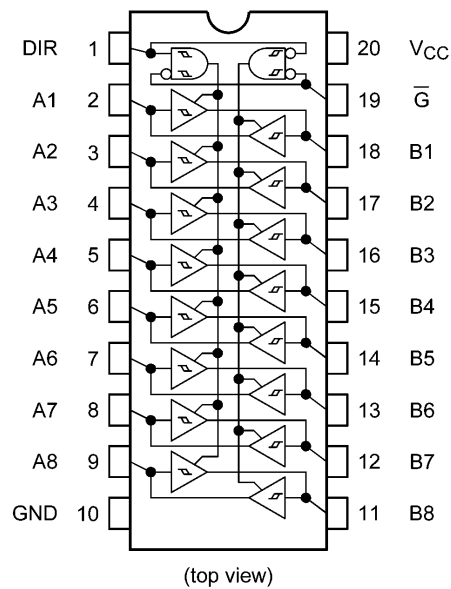 DIR 1 20 VCC
A1 2 19 G̅
A2 3 18 B1
A3 4 17 B2
A4 5 16 B3
A5 6 15 B4
A6 7 14 B5
A7 8 13 B6
A8 9 12 B7
GND 10 11 B8
(top view)